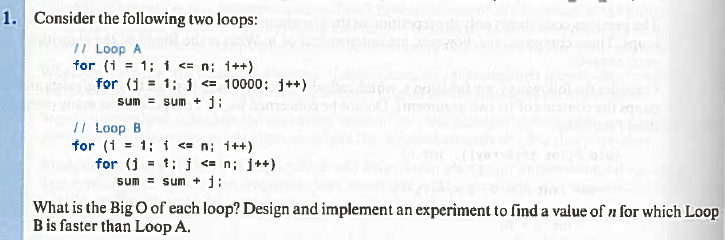 1. Consider the following two loops:
// Loop A
for (i = 1; i <= n; i++)
for (j = 1; j <= 10000; j++)
sum = sum + j;
// Loop B
for (i = 1; i <= n; i++)
for (j = 1; j <= n; j++)
sum = sum + j;
What is the Big O of each loop? Design and implement an experiment to find a value of n for which Loop
B is faster than Loop A.